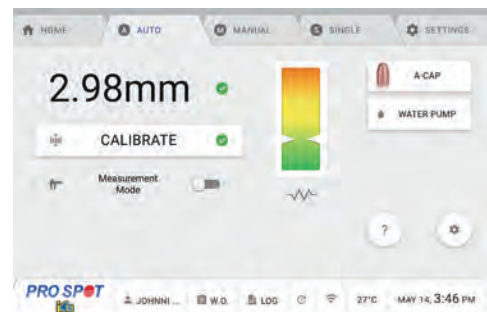 HOME
A AUTO
M MANUAL
S SINGLE
SETTINGS
2.98mm
CALIBRATE
Measurement
Mode
A-CAP
WATER PUMP
?
PRO SPOT
JOHNNI ...
W.O.
LOG
27°C
MAY 14, 3:46 PM